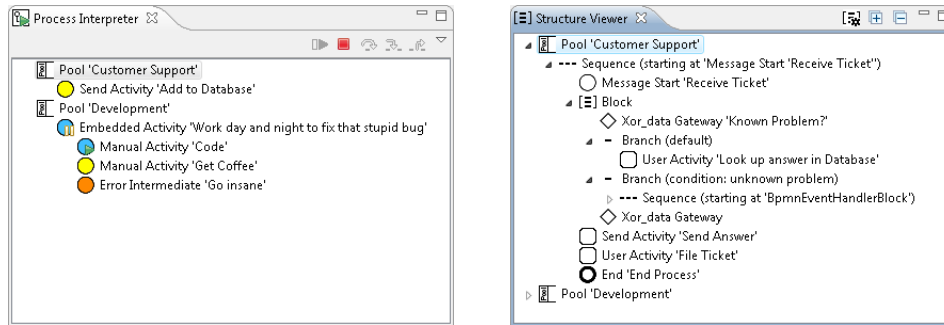 Process Interpreter
Pool 'Customer Support'
Send Activity 'Add to Database'
Pool 'Development'
Embedded Activity 'Work day and night to fix that stupid bug'
Manual Activity 'Code'
Manual Activity 'Get Coffee'
Error Intermediate 'Go insane'
Structure Viewer
Pool 'Customer Support'
Sequence (starting at 'Message Start 'Receive Ticket'')
Message Start 'Receive Ticket'
Block
Xor_data Gateway 'Known Problem?'
Branch (default)
User Activity 'Look up answer in Database'
Branch (condition: unknown problem)
Sequence (starting at 'BpmnEventHandlerBlock')
Xor_data Gateway
Send Activity 'Send Answer'
User Activity 'File Ticket'
End 'End Process'
Pool 'Development'